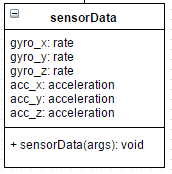 sensorData
gyro_x: rate
gyro_y: rate
gyro_z: rate
acc_x: acceleration
acc_y: acceleration
acc_z: acceleration
+ sensorData(args): void